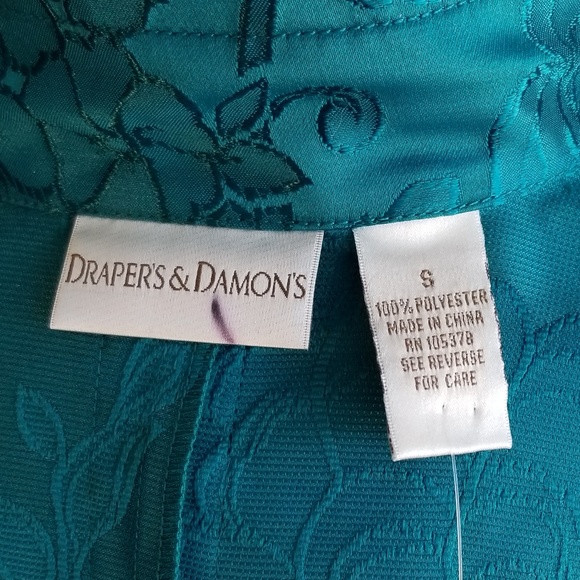 DRAPER'S & DAMON'S
S
100% POLYESTER
MADE IN CHINA
RN 105378
SEE REVERSE
FOR CARE